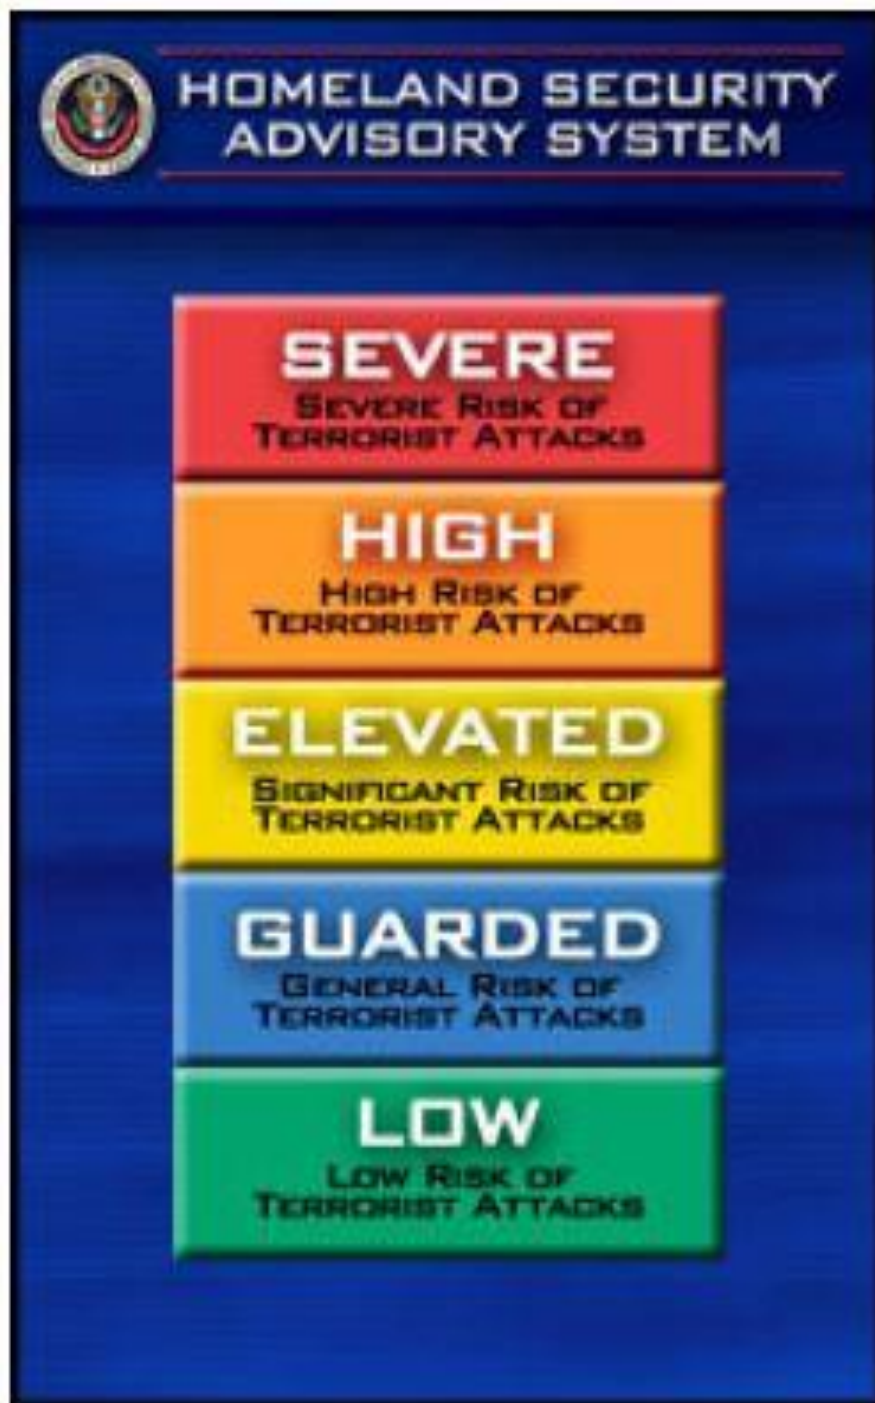 HOMELAND SECURITY
ADVISORY SYSTEM
SEVERE
SEVERE RISK OF
TERRORIST ATTACKS
HIGH
HIGH RISK OF
TERRORIST ATTACKS
ELEVATED
SIGNIFICANT RISK OF
TERRORIST ATTACKS
GUARDED
GENERAL RISK OF
TERRORIST ATTACKS
LOW
LOW RISK OF
TERRORIST ATTACKS